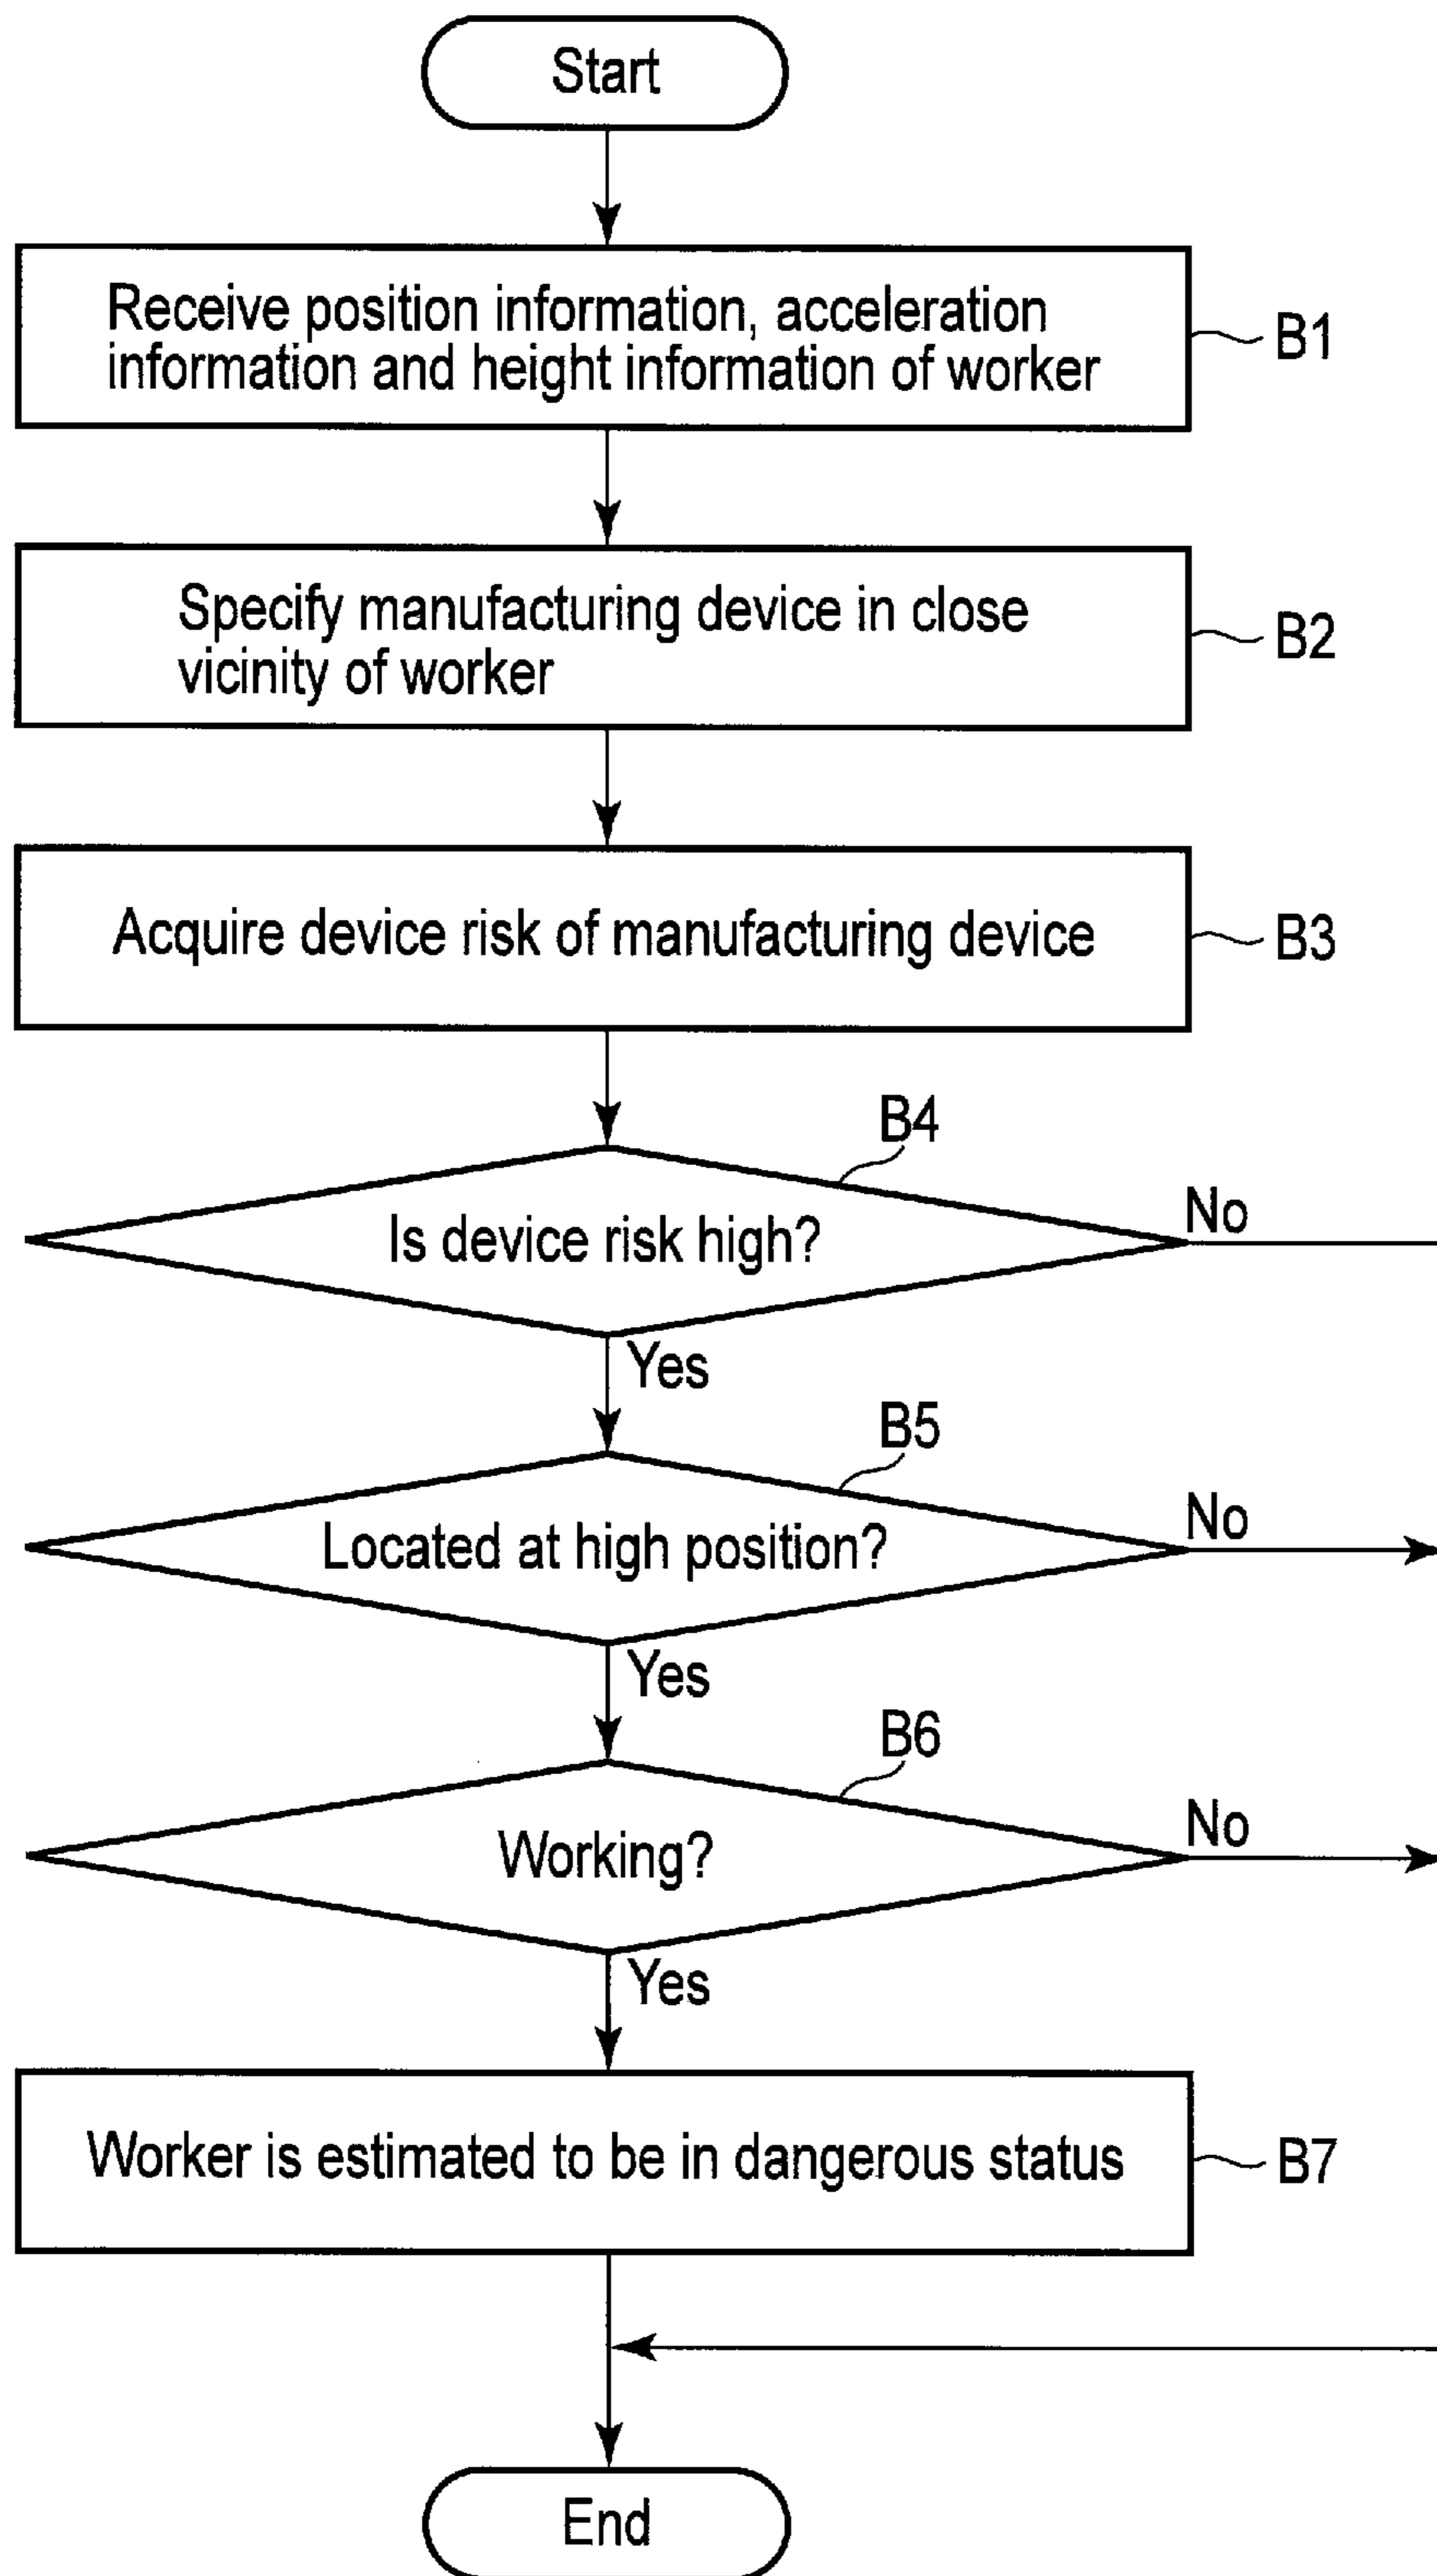 Start
Receive position information, acceleration
information and height information of worker
B1
Specify manufacturing device in close
vicinity of worker
B2
Acquire device risk of manufacturing device
B3
B4
Is device risk high?
No
Yes
B5
Located at high position?
No
Yes
B6
Working?
No
Yes
Worker is estimated to be in dangerous status
B7
End